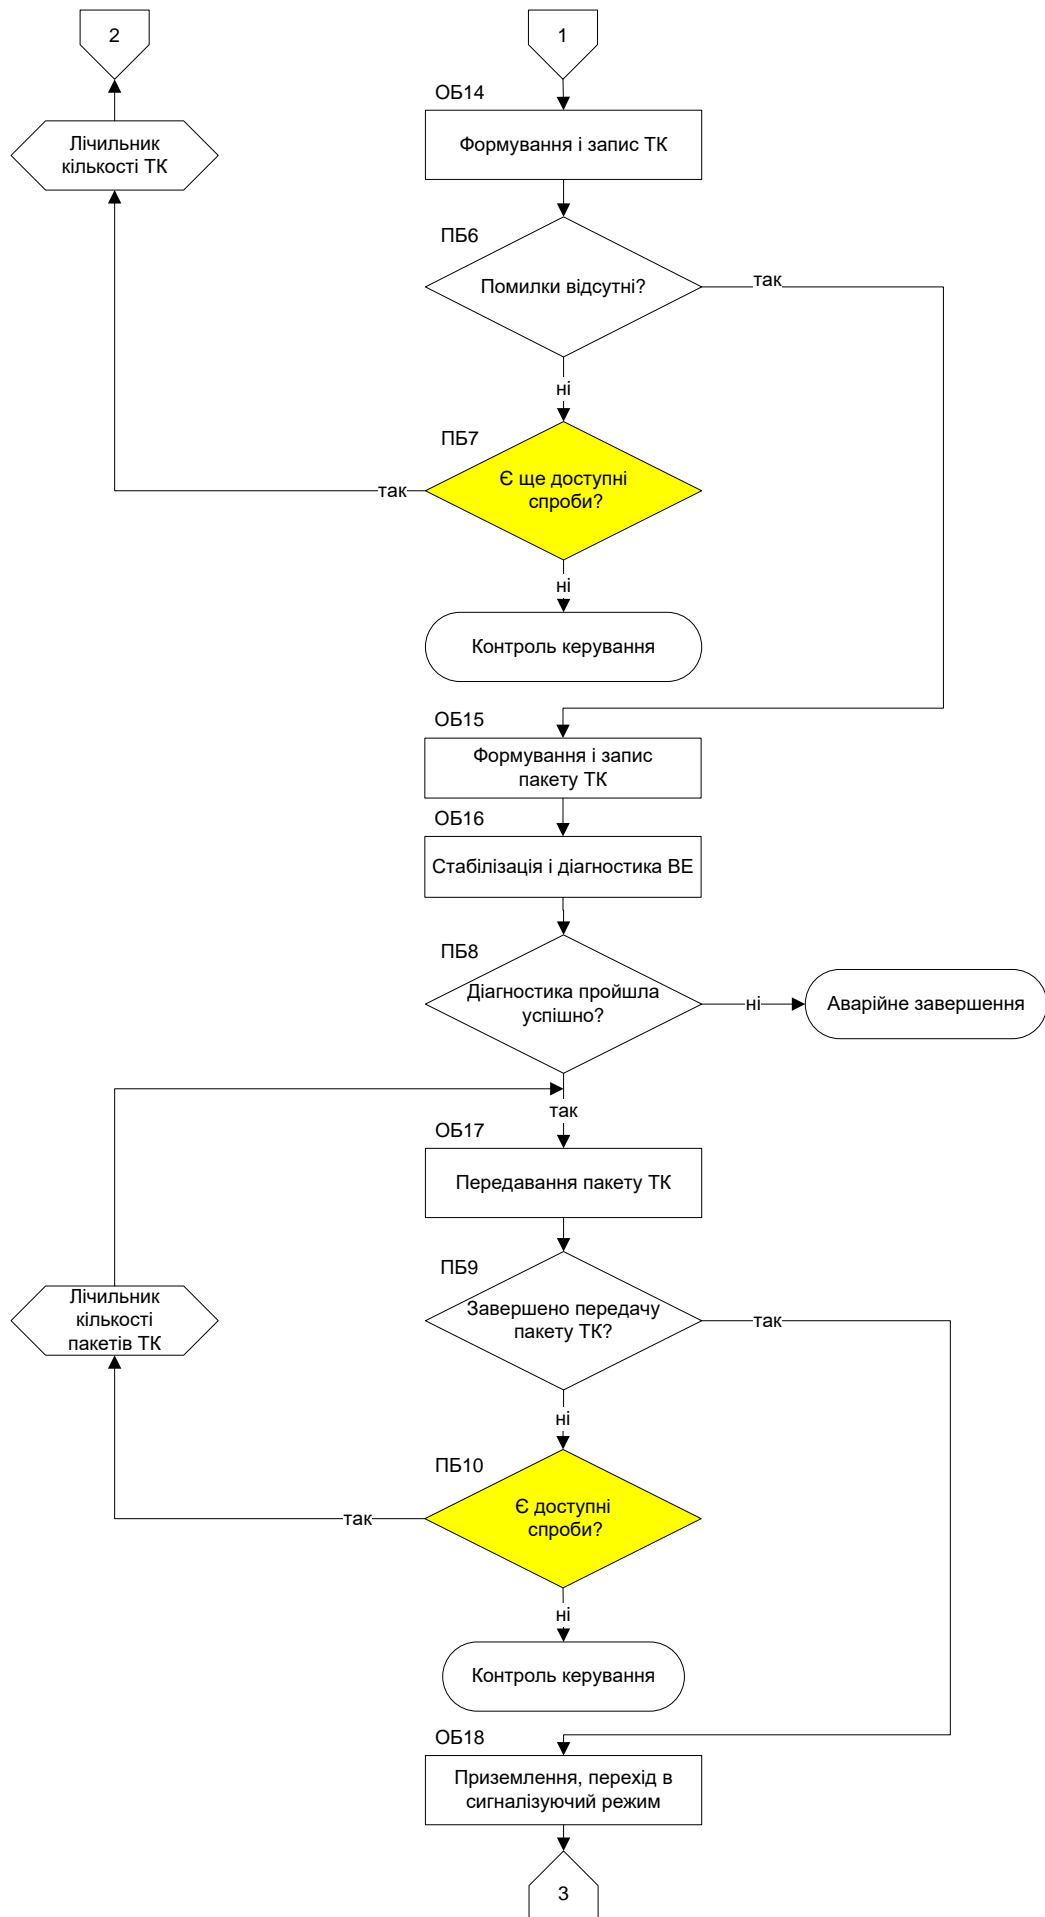 2
1
ОБ14
Лічильник
кількості ТК
Формування і запис ТК
ПБ6
Помилки відсутні?
так
ні
ПБ7
Є ще доступні
спроби?
так
ні
Контроль керування
ОБ15
Формування і запис
пакету ТК
ОБ16
Стабілізація і діагностика ВЕ
ПБ8
Діагностика пройшла
успішно?
ні
Аварійне завершення
так
ОБ17
Передавання пакету ТК
ПБ9
Лічильник
кількості
пакетів ТК
Завершено передачу
пакету ТК?
так
ні
ПБ10
Є доступні
спроби?
так
ні
Контроль керування
ОБ18
Приземлення, перехід в
сигналізуючий режим
3